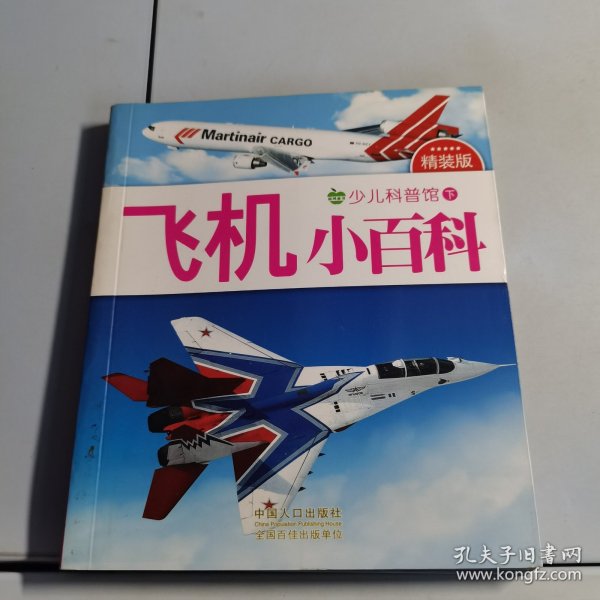 Martinair CARGO
精装版
少儿科普馆 下
飞机 小百科
中国人口出版社
China Population Publishing House
全国百佳出版单位
孔夫子旧书网
www.kongfz.com